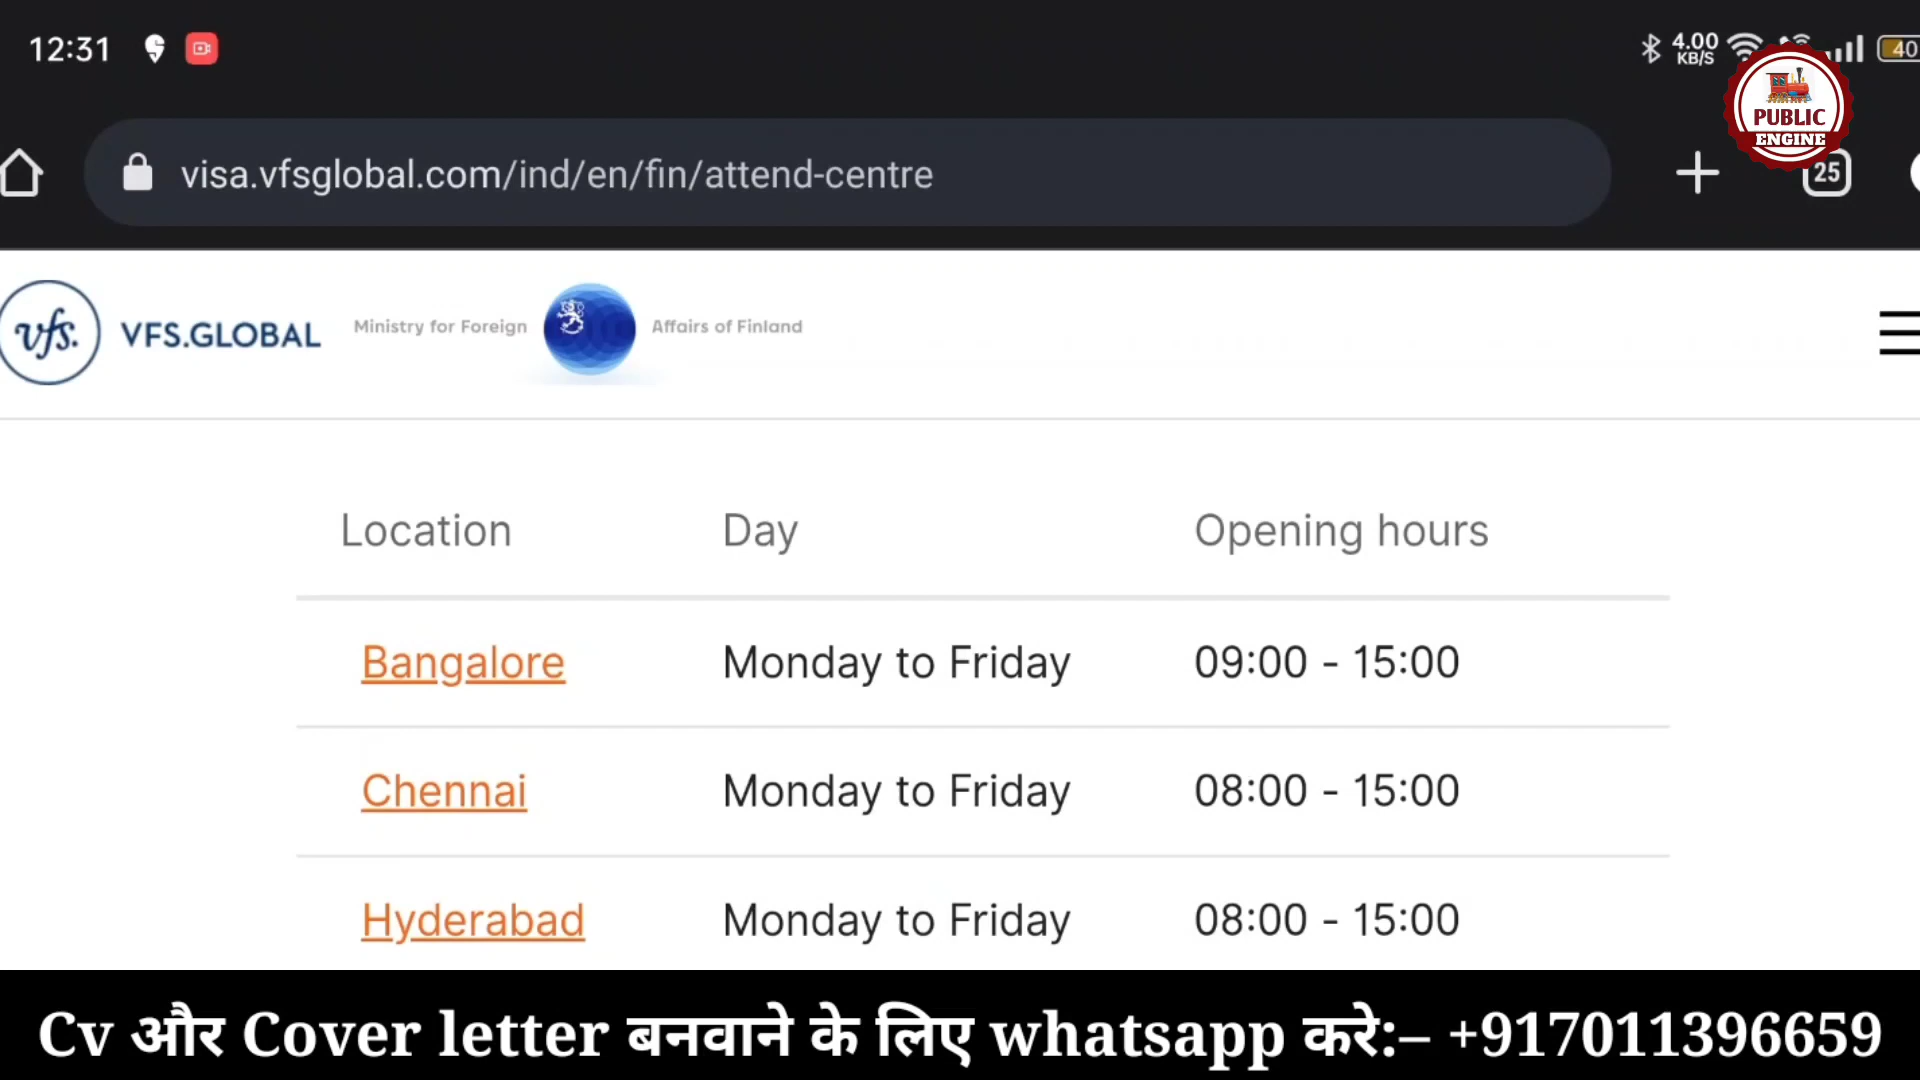 12:31 4.00 KB/S 40
PUBLIC
ENGINE
visa.vfsglobal.com/ind/en/fin/attend-centre
25
vfs. VFS.GLOBAL Ministry for Foreign Affairs of Finland
Location Day Opening hours
Bangalore Monday to Friday 09:00 - 15:00
Chennai Monday to Friday 08:00 - 15:00
Hyderabad Monday to Friday 08:00 - 15:00
Cv और Cover letter बनवाने के लिए whatsapp करे:– +917011396659